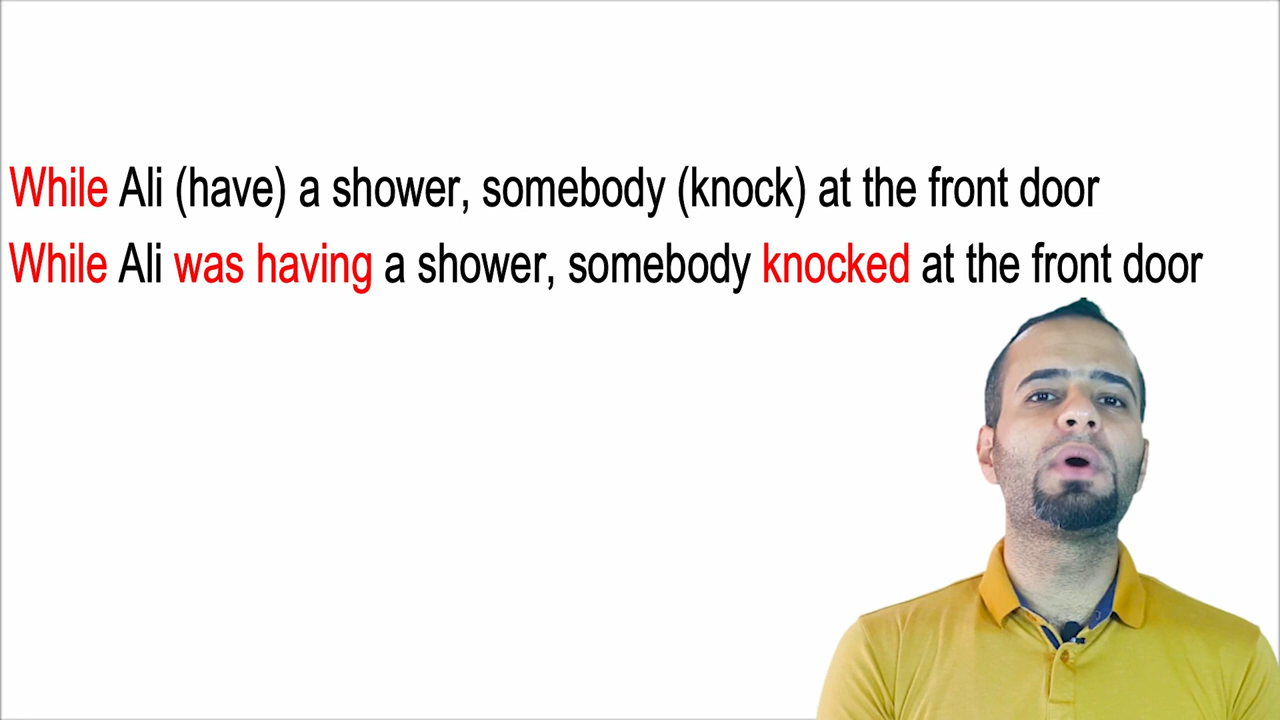 While Ali (have) a shower, somebody (knock) at the front door
While Ali was having a shower, somebody knocked at the front door